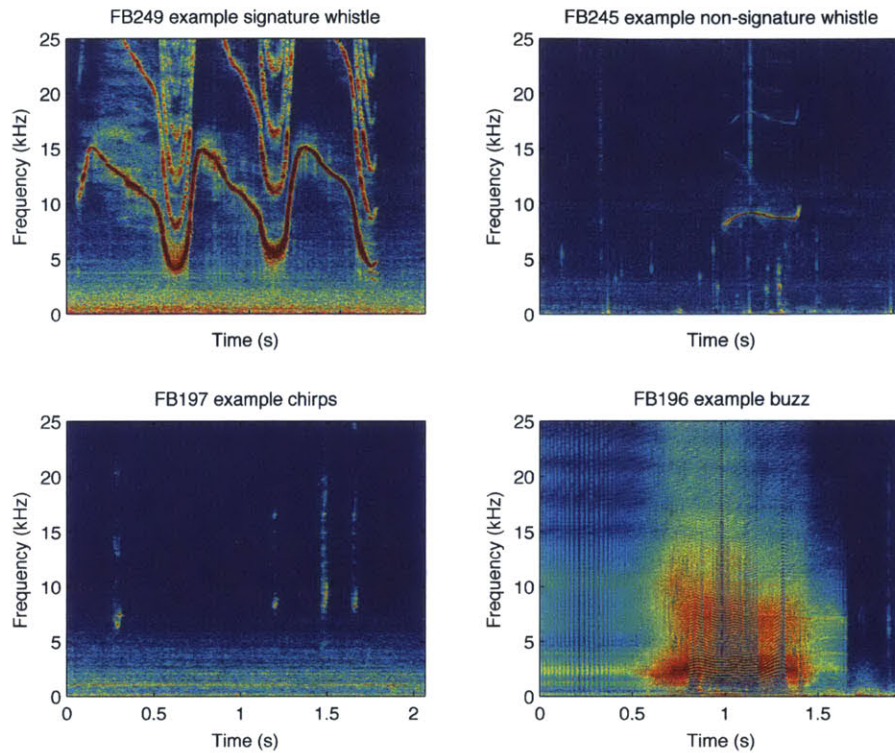 FB249 example signature whistle
25
20
15
10
5
0
Frequency (kHz)
Time (s)
FB245 example non-signature whistle
25
20
15
10
5
0
Frequency (kHz)
Time (s)
FB197 example chirps
25
20
15
10
5
0
Frequency (kHz)
0 0.5 1 1.5 2
Time (s)
FB196 example buzz
25
20
15
10
5
0
Frequency (kHz)
0 0.5 1 1.5
Time (s)